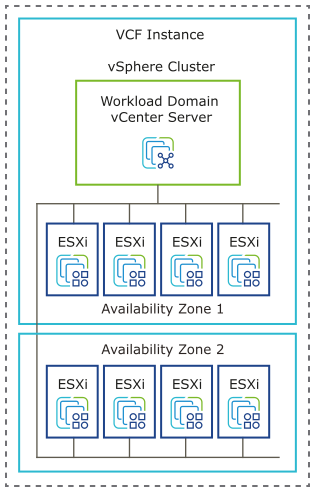 VCF Instance
vSphere Cluster
Workload Domain
vCenter Server
ESXi ESXi ESXi ESXi
Availability Zone 1
Availability Zone 2
ESXi ESXi ESXi ESXi